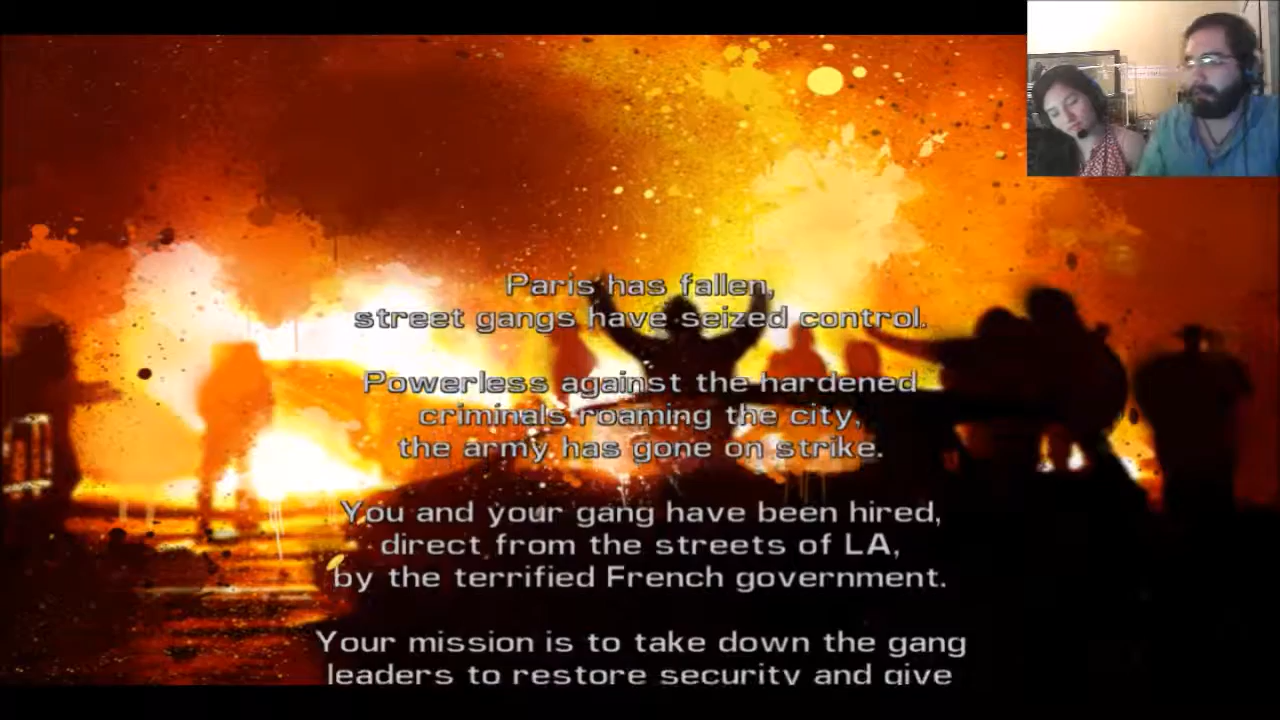 Paris has fallen,
street gangs have seized control.
Powerless against the hardened
criminals roaming the city,
the army has gone on strike.
You and your gang have been hired,
direct from the streets of LA,
by the terrified French government.
Your mission is to take down the gang
leaders to restore security and give